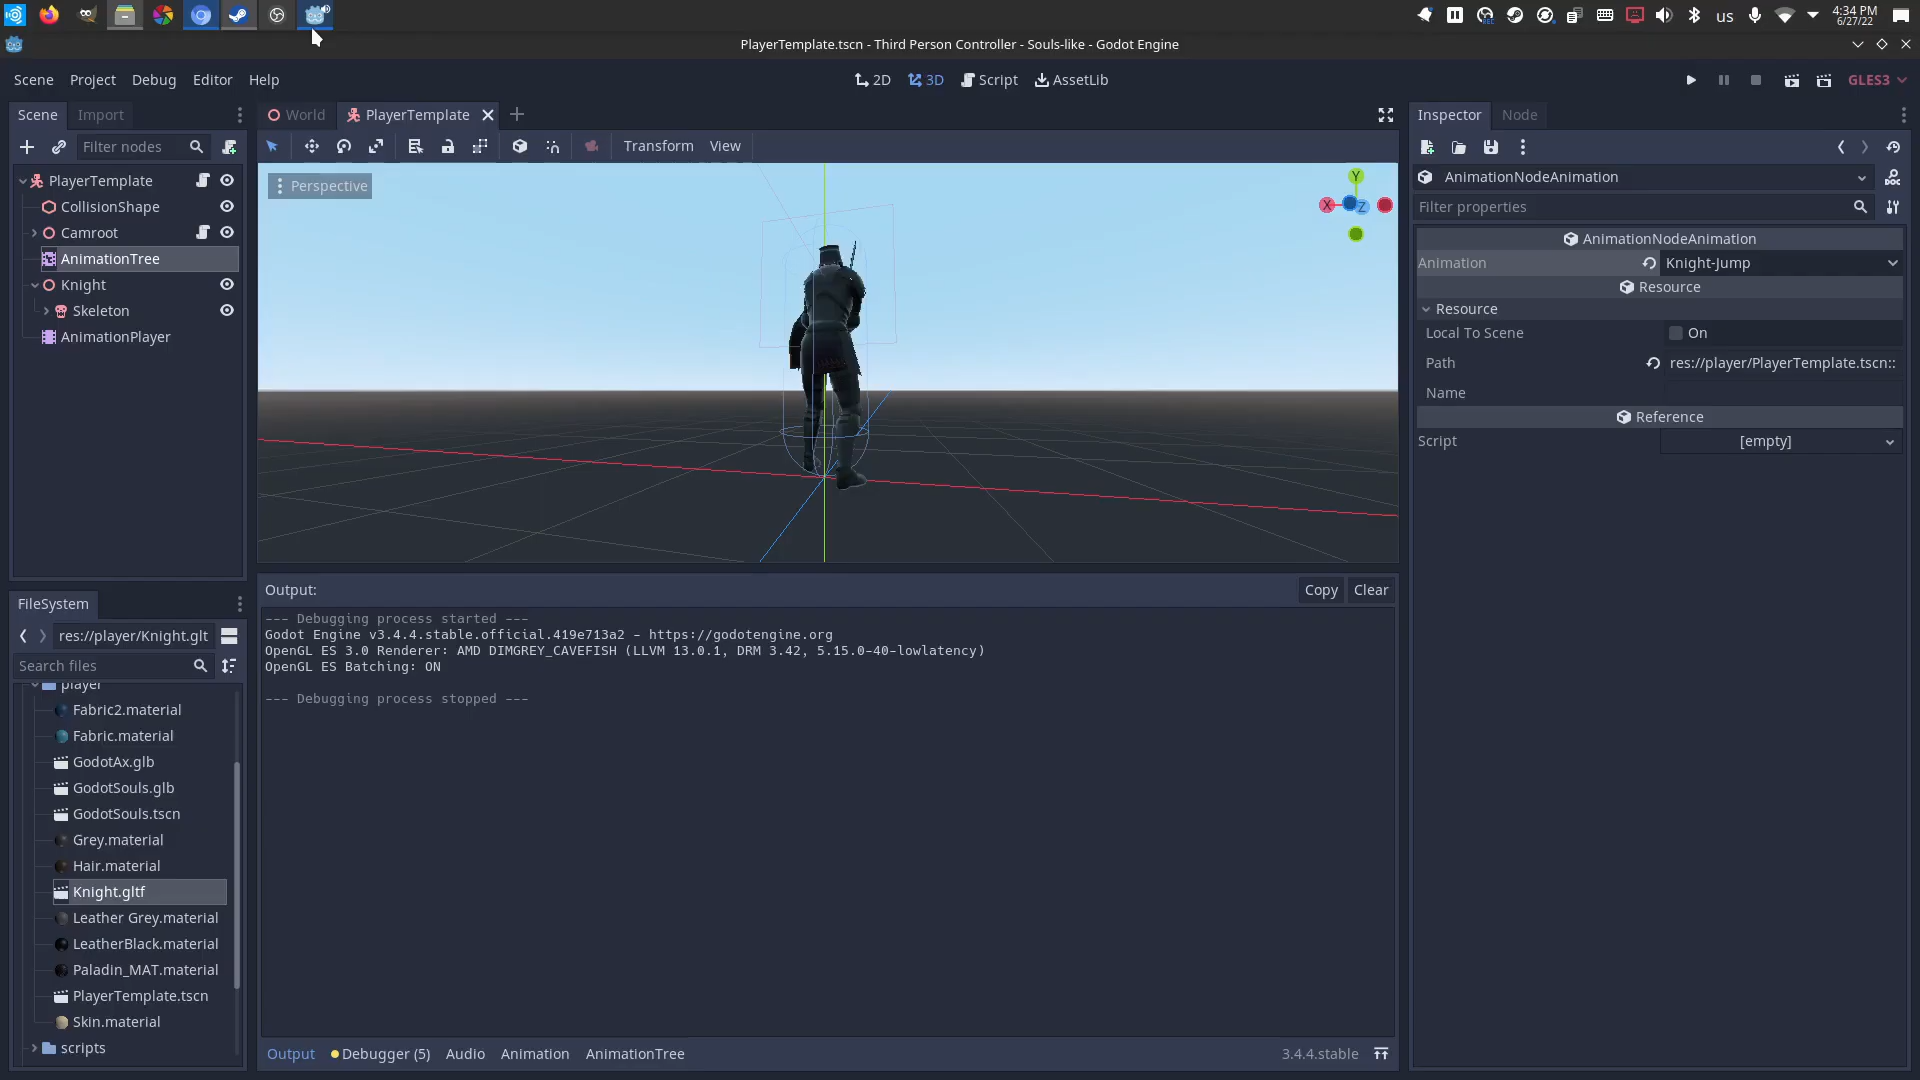 us
4:34 PM
6/27/22
PlayerTemplate.tscn - Third Person Controller - Souls-like - Godot Engine
Scene Project Debug Editor Help
2D 3D Script AssetLib
GLES3
Scene Import
World PlayerTemplate
Inspector Node
Filter nodes
Transform View
PlayerTemplate
CollisionShape
Camroot
AnimationTree
Knight
Skeleton
AnimationPlayer
Perspective
Y
X
Z
AnimationNodeAnimation
Filter properties
AnimationNodeAnimation
Animation Knight-Jump
Resource
Resource
Local To Scene On
Path res://player/PlayerTemplate.tscn::
Name
Reference
Script [empty]
FileSystem
res://player/Knight.glt
Search files
player
Fabric2.material
Fabric.material
GodotAx.glb
GodotSouls.glb
GodotSouls.tscn
Grey.material
Hair.material
Knight.gltf
Leather Grey.material
LeatherBlack.material
Paladin_MAT.material
PlayerTemplate.tscn
Skin.material
scripts
Output: Copy Clear
--- Debugging process started ---
Godot Engine v3.4.4.stable.official.419e713a2 - https://godotengine.org
OpenGL ES 3.0 Renderer: AMD DIMGREY_CAVEFISH (LLVM 13.0.1, DRM 3.42, 5.15.0-40-lowlatency)
OpenGL ES Batching: ON
--- Debugging process stopped ---
Output Debugger (5) Audio Animation AnimationTree 3.4.4.stable